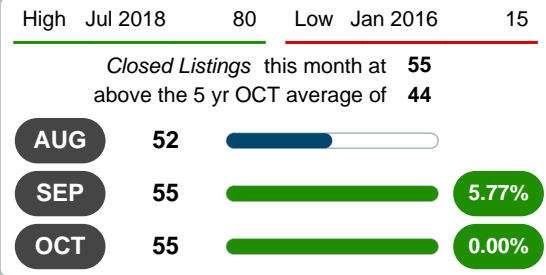 High Jul 2018 80 Low Jan 2016 15
Closed Listings this month at 55
above the 5 yr OCT average of 44
AUG 52
SEP 55 5.77%
OCT 55 0.00%